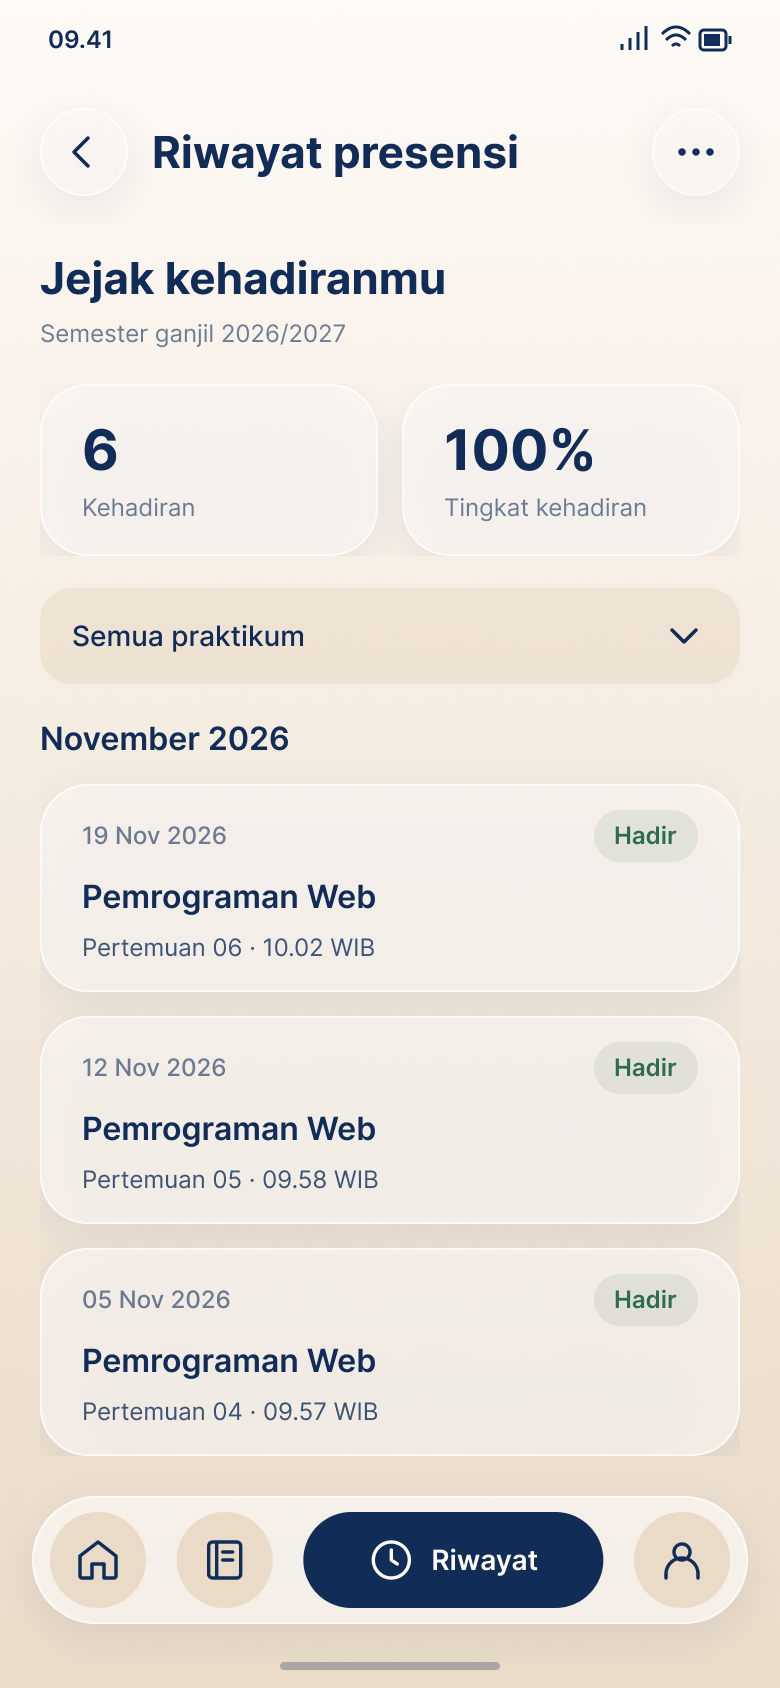 09.41
Riwayat presensi
Jejak kehadiranmu
Semester ganjil 2026/2027
6
Kehadiran
100%
Tingkat kehadiran
Semua praktikum
November 2026
19 Nov 2026
Hadir
Pemrograman Web
Pertemuan 06 · 10.02 WIB
12 Nov 2026
Hadir
Pemrograman Web
Pertemuan 05 · 09.58 WIB
05 Nov 2026
Hadir
Pemrograman Web
Pertemuan 04 · 09.57 WIB
Riwayat